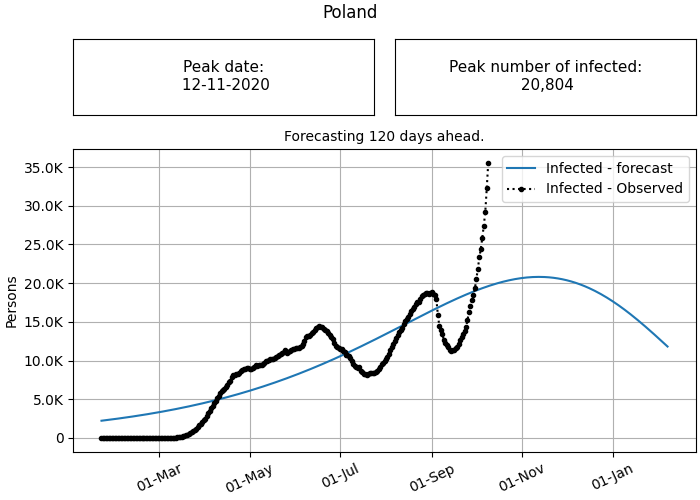 Poland
Peak date:
12-11-2020
Peak number of infected:
20,804
Forecasting 120 days ahead.
Infected - forecast
Infected - Observed
Persons
35.0K
30.0K
25.0K
20.0K
15.0K
10.0K
5.0K
0
01-Mar
01-May
01-Jul
01-Sep
01-Nov
01-Jan